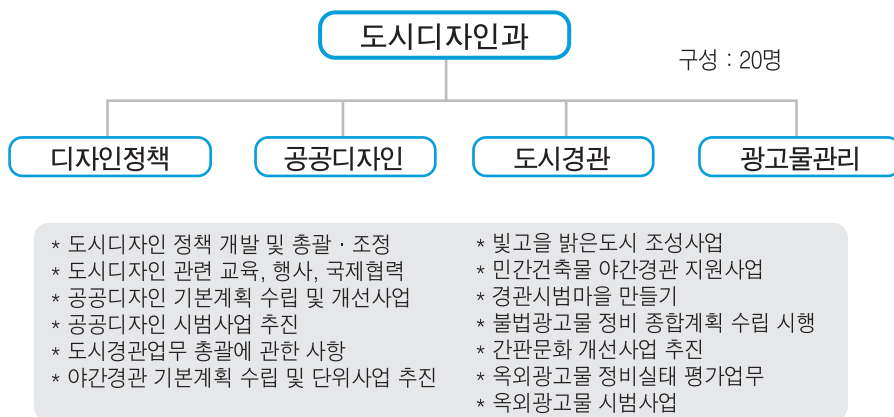 도시디자인과
구성 : 20명
디자인정책
공공디자인
도시경관
광고물관리
* 도시디자인 정책 개발 및 총괄 · 조정
* 도시디자인 관련 교육, 행사, 국제협력
* 공공디자인 기본계획 수립 및 개선사업
* 공공디자인 시범사업 추진
* 도시경관업무 총괄에 관한 사항
* 야간경관 기본계획 수립 및 단위사업 추진
* 빛고을 밝은도시 조성사업
* 민간건축물 야간경관 지원사업
* 경관시범마을 만들기
* 불법광고물 정비 종합계획 수립 시행
* 간판문화 개선사업 추진
* 옥외광고물 정비실태 평가업무
* 옥외광고물 시범사업